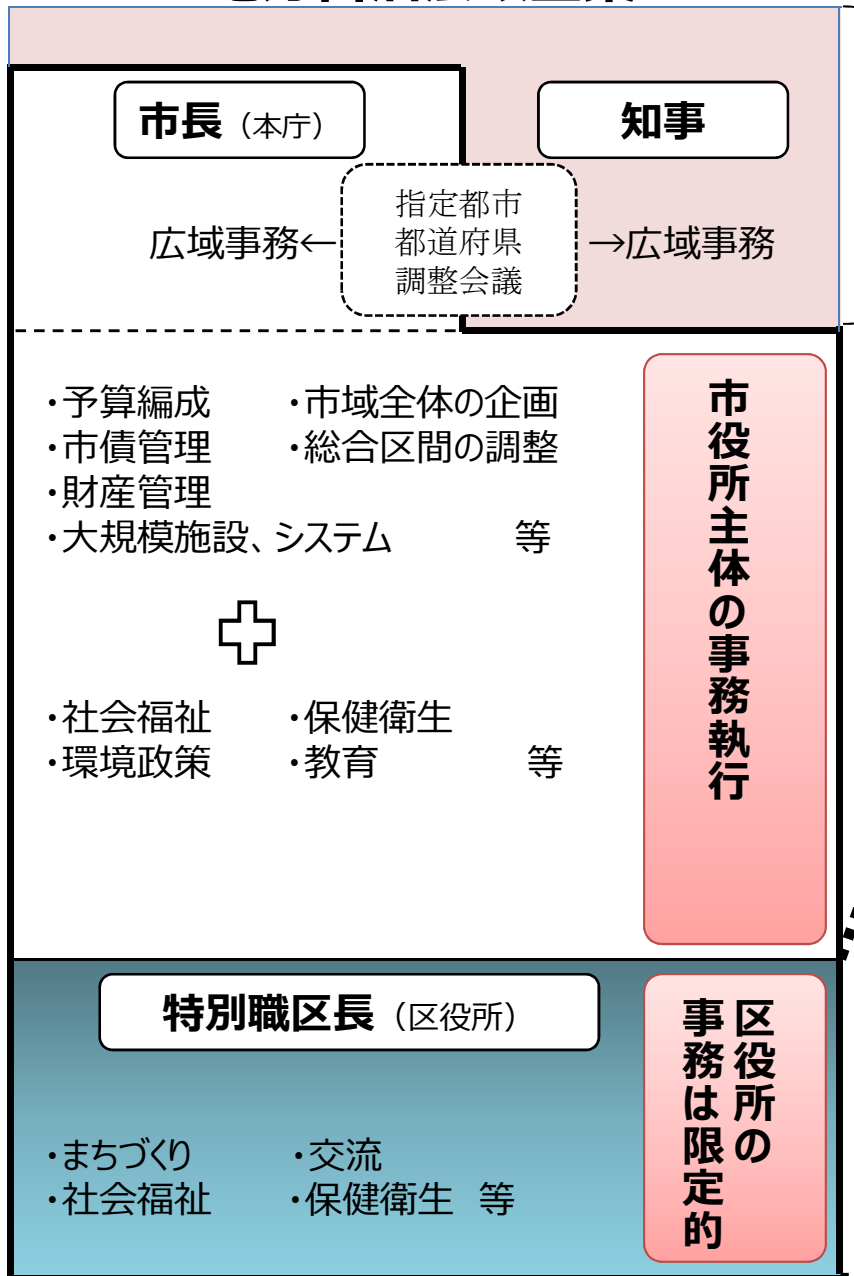 市長（本庁）
知事
指定都市
都道府県
調整会議
広域事務←
→広域事務
・予算編成　・市域全体の企画
・市債管理　・総合区間の調整
・財産管理
・大規模施設、システム　等
・社会福祉　・保健衛生
・環境政策　・教育　等
市役所主体の事務執行
特別職区長（区役所）
・まちづくり　・交流
・社会福祉　・保健衛生　等
区役所の
事務は限定的